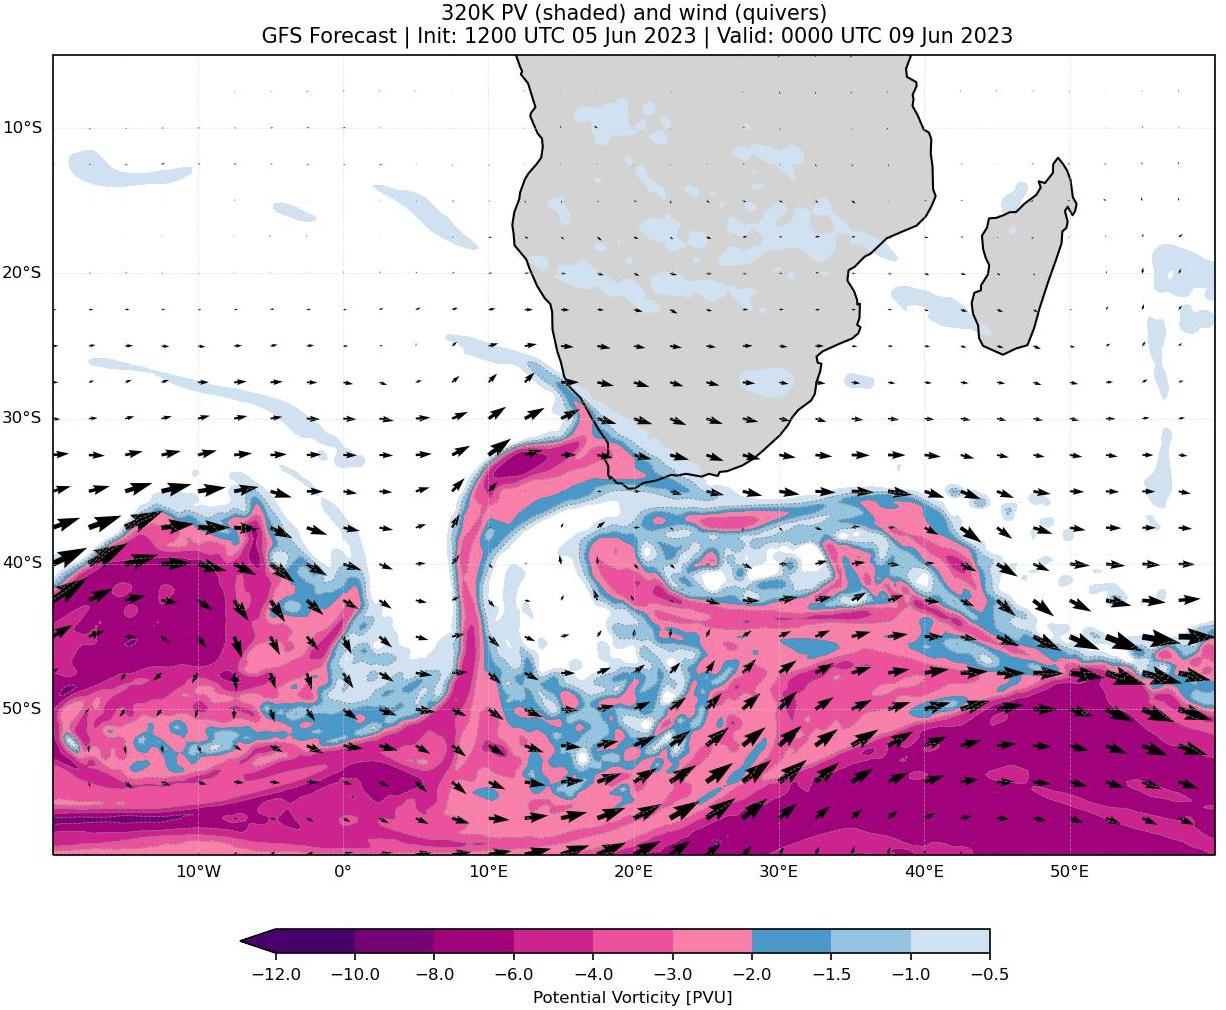 320K PV (shaded) and wind (quivers)
GFS Forecast | Init: 1200 UTC 05 Jun 2023 | Valid: 0000 UTC 09 Jun 2023
10°S
20°S
30°S
40°S
50°S
10°W 0° 10°E 20°E 30°E 40°E 50°E
−12.0 −10.0 −8.0 −6.0 −4.0 −3.0 −2.0 −1.5 −1.0 −0.5
Potential Vorticity [PVU]